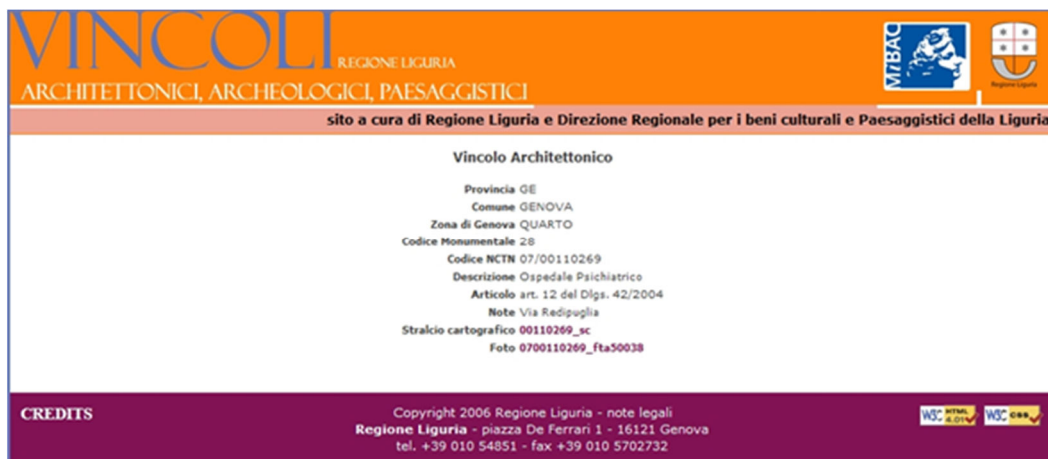 VINCOLI REGIONE LIGURIA
ARCHITETTONICI, ARCHEOLOGICI, PAESAGGISTICI
MiBAC
Regione Liguria
sito a cura di Regione Liguria e Direzione Regionale per i beni culturali e Paesaggistici della Liguria
Vincolo Architettonico
Provincia GE
Comune GENOVA
Zona di Genova QUARTO
Codice Monumentale 28
Codice NCTN 07/00110269
Descrizione Ospedale Psichiatrico
Articolo art. 12 del Dlgs. 42/2004
Note Via Redipuglia
Stralcio cartografico 00110269_sc
Foto 0700110269_fta50038
CREDITS
Copyright 2006 Regione Liguria - note legali
Regione Liguria - piazza De Ferrari 1 - 16121 Genova
tel. +39 010 54851 - fax +39 010 5702732
W3C HTML 4.01
W3C css